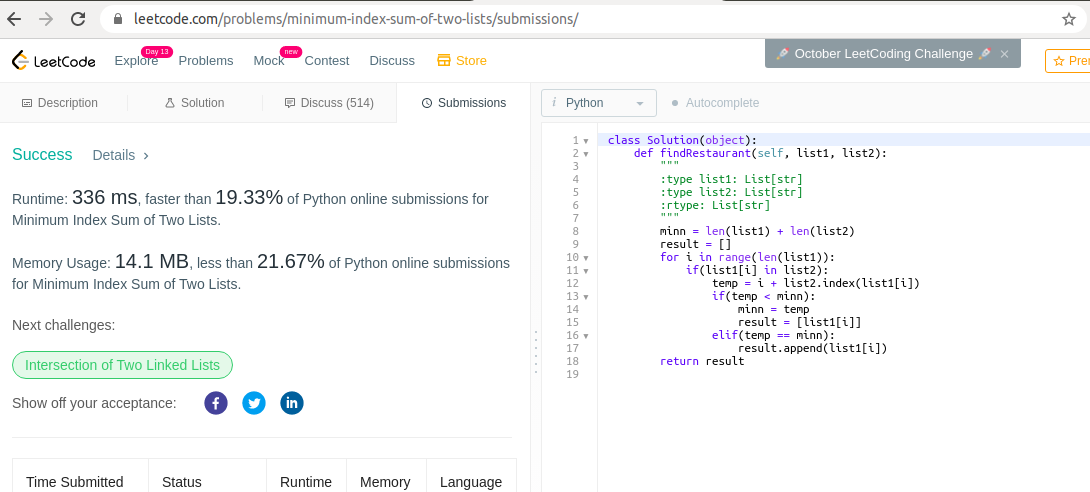 leetcode.com/problems/minimum-index-sum-of-two-lists/submissions/
LeetCode Explore Day 13 Problems Mock new Contest Discuss Store
October LeetCoding Challenge ×
Description Solution Discuss (514) Submissions
Success Details ›
Runtime: 336 ms, faster than 19.33% of Python online submissions for
Minimum Index Sum of Two Lists.
Memory Usage: 14.1 MB, less than 21.67% of Python online submissions
for Minimum Index Sum of Two Lists.
Next challenges:
Intersection of Two Linked Lists
Show off your acceptance: f in
Time Submitted Status Runtime Memory Language
i Python Autocomplete
1 class Solution(object):
2     def findRestaurant(self, list1, list2):
3         """
4         :type list1: List[str]
5         :type list2: List[str]
6         :rtype: List[str]
7         """
8         minn = len(list1) + len(list2)
9         result = []
10         for i in range(len(list1)):
11             if(list1[i] in list2):
12                 temp = i + list2.index(list1[i])
13                 if(temp < minn):
14                     minn = temp
15                     result = [list1[i]]
16                 elif(temp == minn):
17                     result.append(list1[i])
18         return result
19